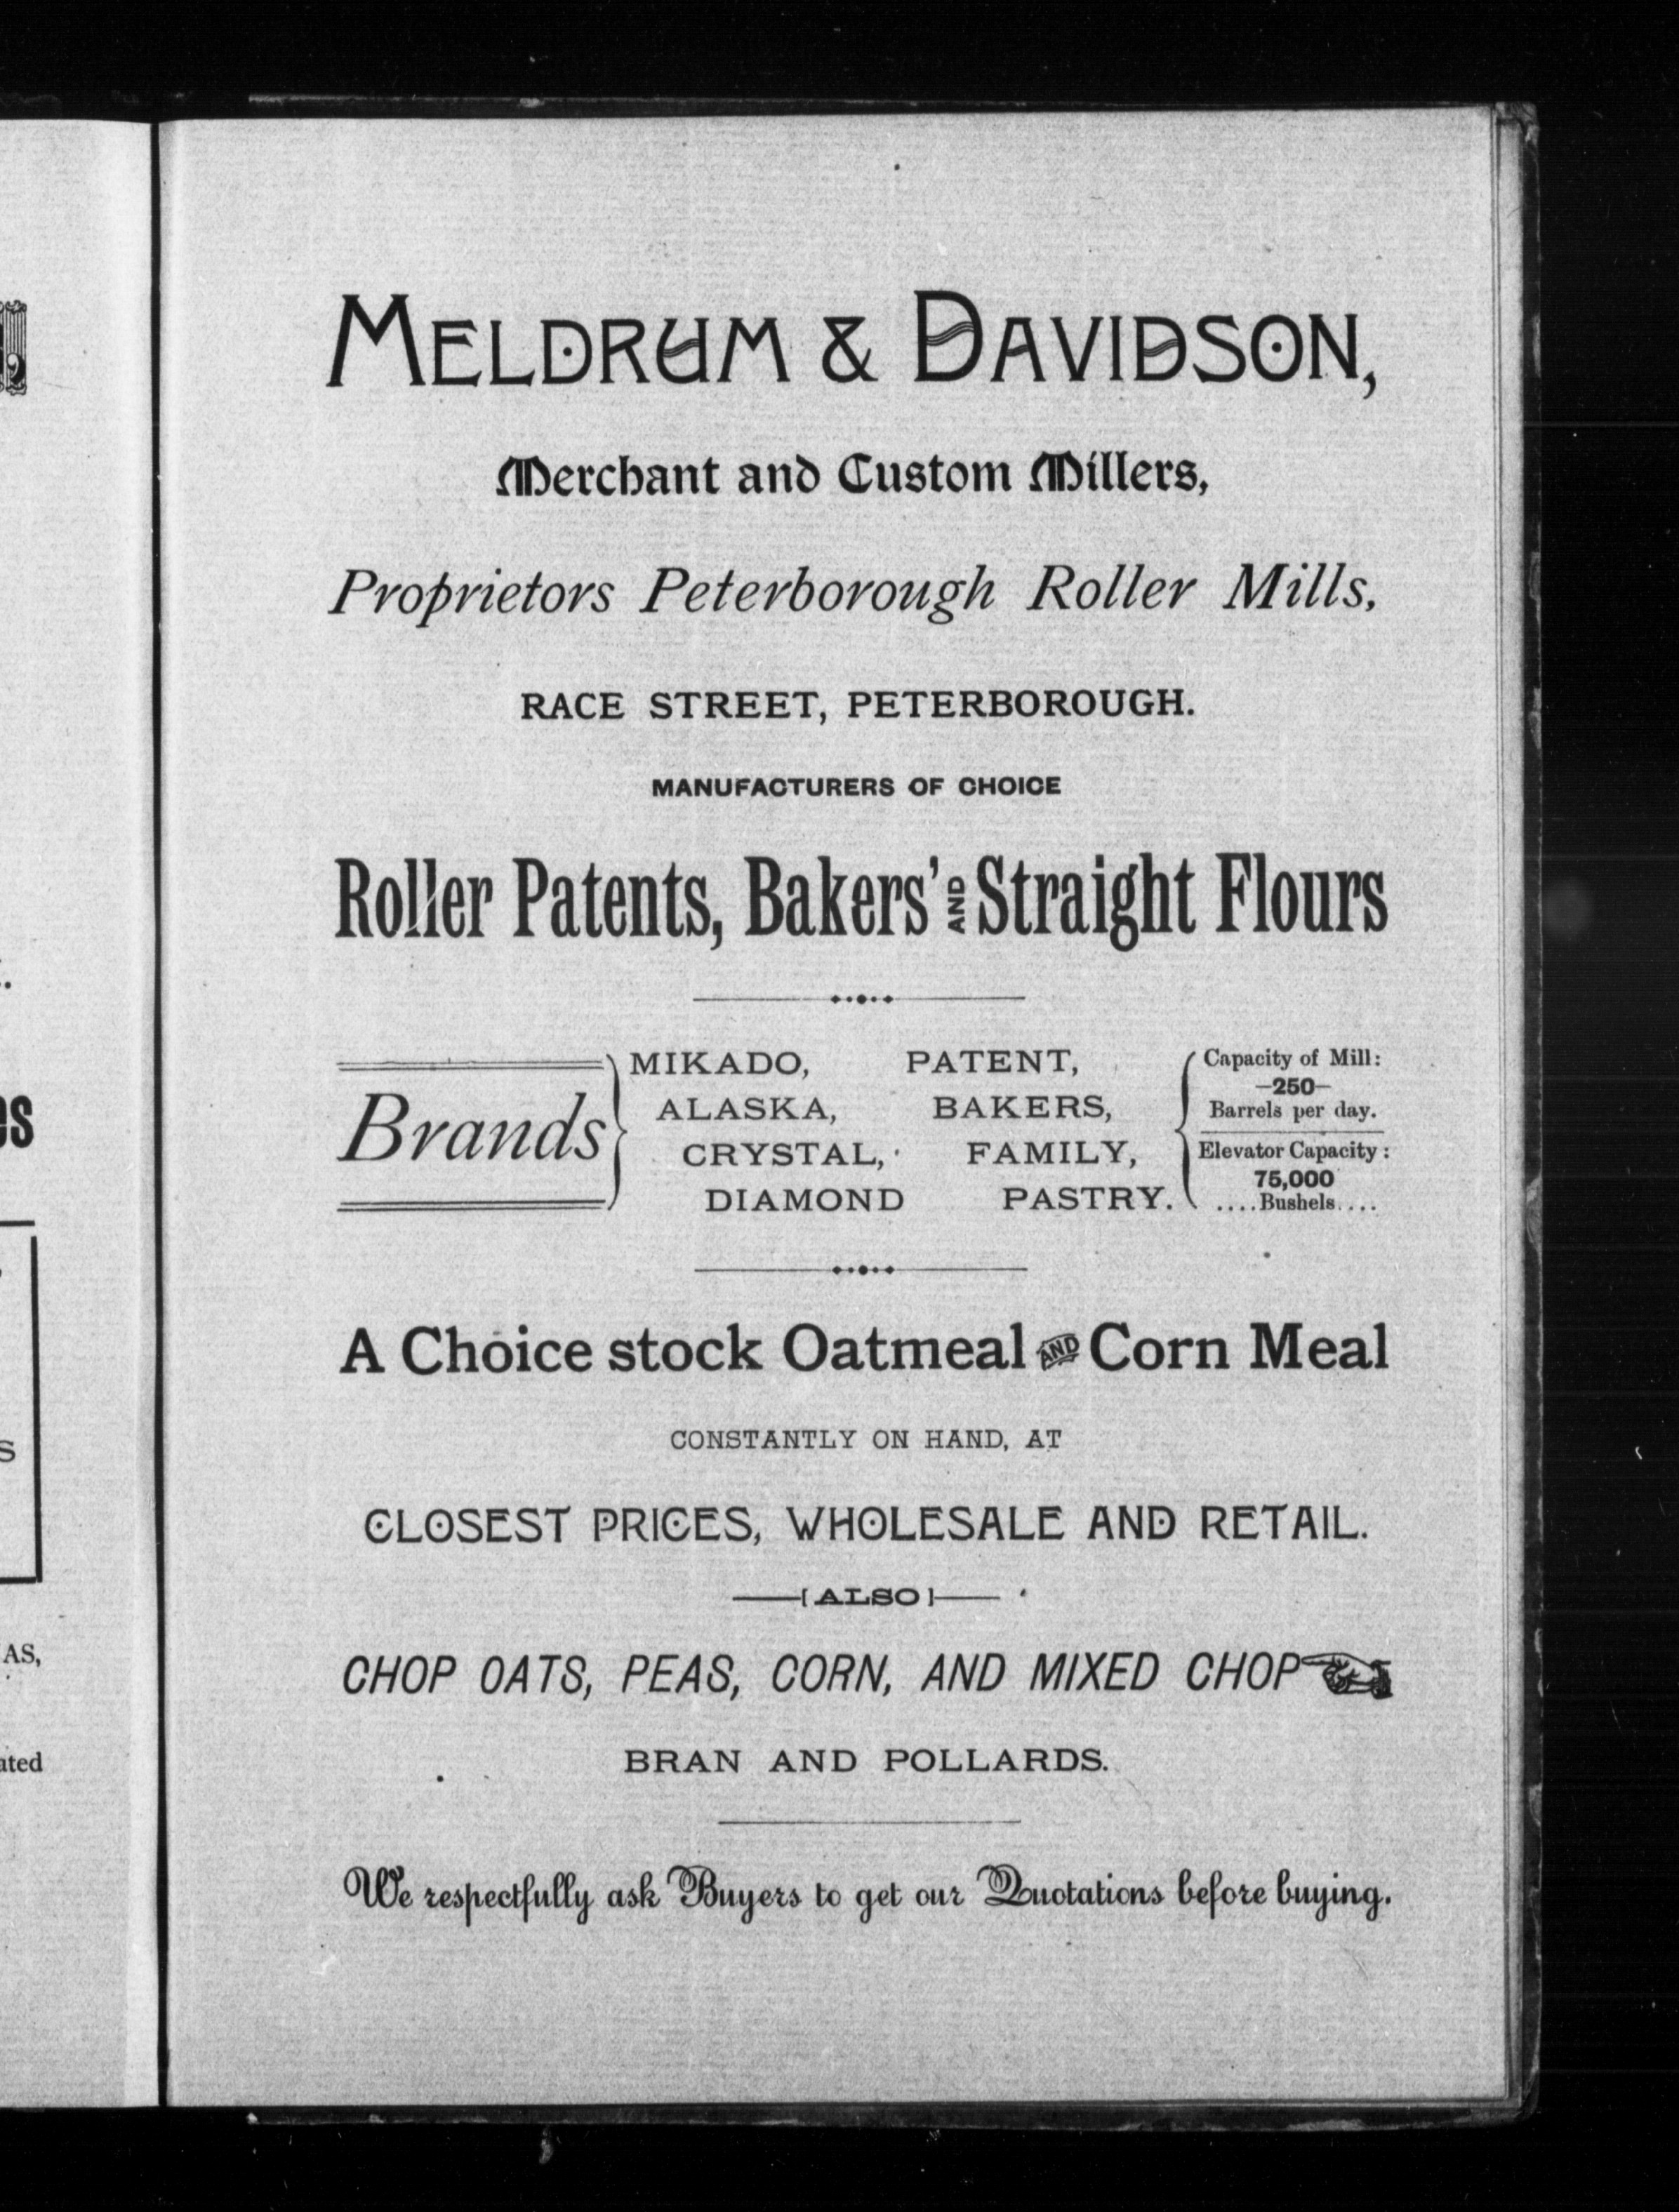 MELDRUM & DAVIDSON,
Merchant and Custom Millers,
Proprietors Peterborough Roller Mills,
RACE STREET, PETERBOROUGH.
MANUFACTURERS OF CHOICE
Roller Patents, Bakers' AND Straight Flours
Brands
MIKADO, PATENT,
ALASKA, BAKERS,
CRYSTAL, FAMILY,
DIAMOND PASTRY.
Capacity of Mill:
—250—
Barrels per day.
Elevator Capacity:
75,000
....Bushels....
A Choice stock Oatmeal AND Corn Meal
CONSTANTLY ON HAND, AT
CLOSEST PRICES, WHOLESALE AND RETAIL.
—[ALSO]—
CHOP OATS, PEAS, CORN, AND MIXED CHOP
BRAN AND POLLARDS.
We respectfully ask Buyers to get our Quotations before buying.
AS,